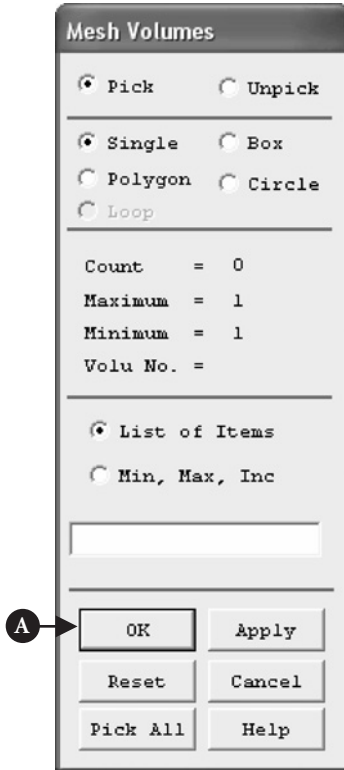 Mesh Volumes
Pick Unpick
Single Box
Polygon Circle
Loop
Count = 0
Maximum = 1
Minimum = 1
Volu No. =
List of Items
Min, Max, Inc
A
OK Apply
Reset Cancel
Pick All Help